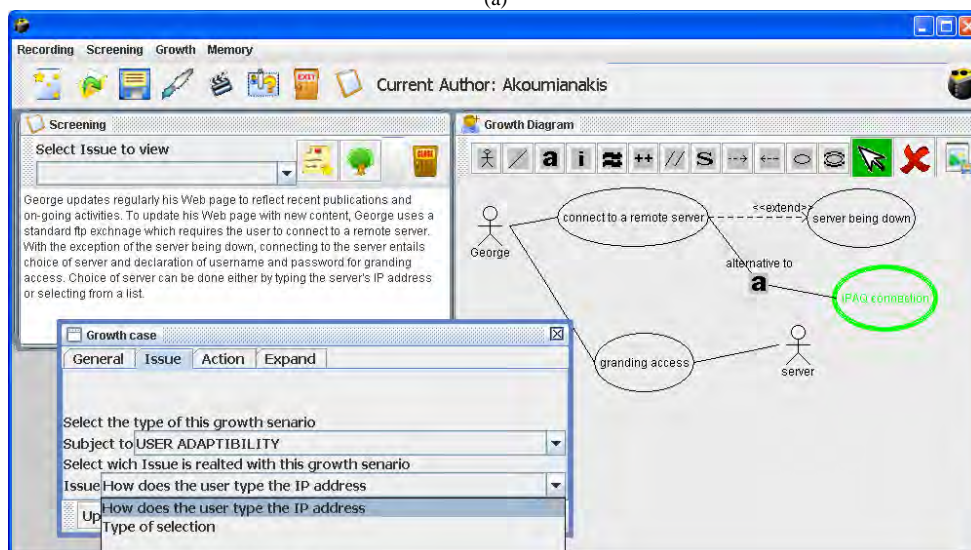 (a)
Recording Screening Growth Memory
EXIT
Current Author: Akoumianakis
Screening
Select Issue to view
CLOSE
George updates regularly his Web page to reflect recent publications and
on-going activities. To update his Web page with new content, George uses a
standard ftp exchnage which requires the user to connect to a remote server.
With the exception of the server being down, connecting to the server entails
choice of server and declaration of username and password for granding
access. Choice of server can be done either by typing the server's IP address
or selecting from a list.
Growth Diagram
a i ++ // S
George
connect to a remote server
<<extend>>
server being down
alternative to
a
iPAQ connection
granding access
server
Growth case
General Issue Action Expand
Select the type of this growth senario
Subject to USER ADAPTIBILITY
Select wich Issue is realted with this growth senario
Issue How does the user type the IP address
How does the user type the IP address
Type of selection
Up